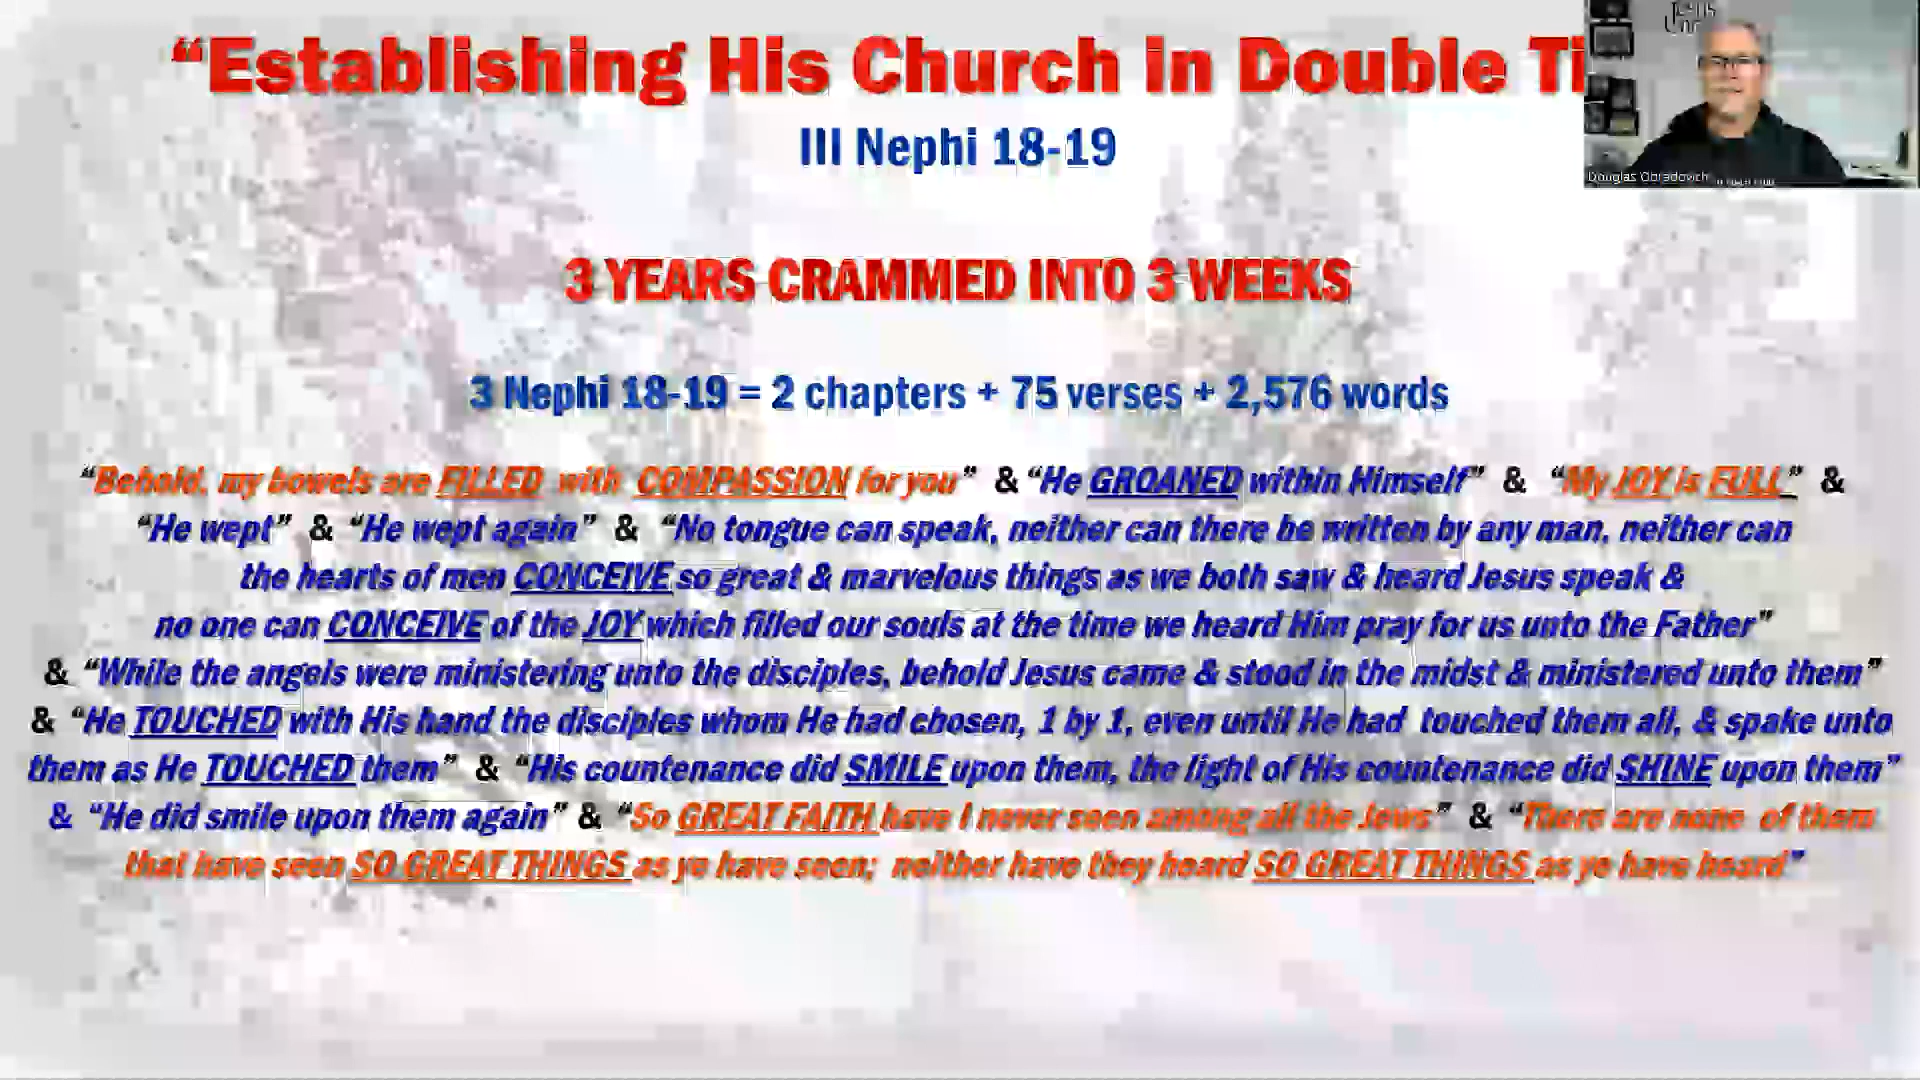 “Establishing His Church in Double Ti
III Nephi 18-19
Douglas Obradovich
3 YEARS CRAMMED INTO 3 WEEKS
3 Nephi 18-19 = 2 chapters + 75 verses + 2,576 words
“Behold, my bowels are FILLED with COMPASSION for you” & “He GROANED within Himself” & “My JOY is FULL” &
“He wept” & “He wept again” & “No tongue can speak, neither can there be written by any man, neither can
the hearts of men CONCEIVE so great & marvelous things as we both saw & heard Jesus speak &
no one can CONCEIVE of the JOY which filled our souls at the time we heard Him pray for us unto the Father”
& “While the angels were ministering unto the disciples, behold Jesus came & stood in the midst & ministered unto them”
& “He TOUCHED with His hand the disciples whom He had chosen, 1 by 1, even until He had touched them all, & spake unto
them as He TOUCHED them” & “His countenance did SMILE upon them, the light of His countenance did SHINE upon them”
& “He did smile upon them again” & “So GREAT FAITH have I never seen among all the Jews” & “There are none of them
that have seen SO GREAT THINGS as ye have seen; neither have they heard SO GREAT THINGS as ye have heard”